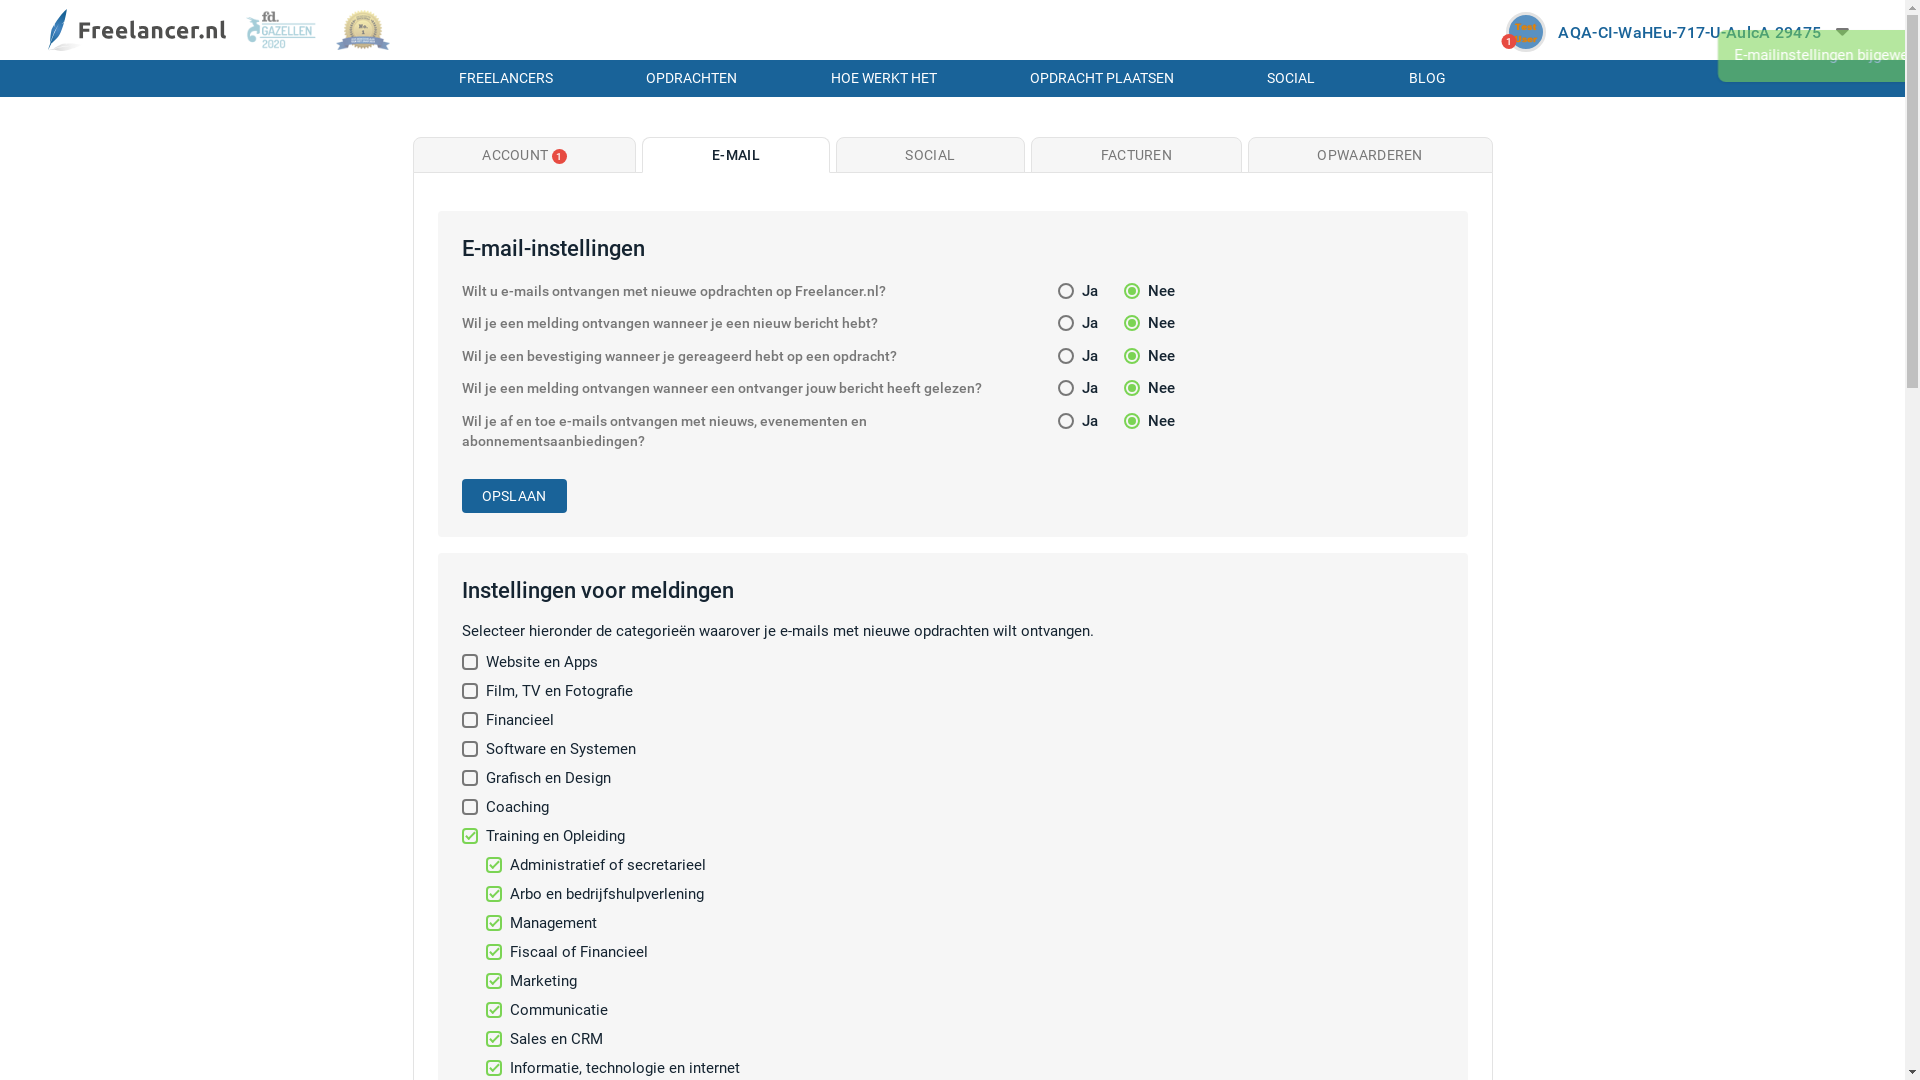 Freelancer.nl
fd.
GAZELLEN
2020
1
AQA-CI-WaHEu-717-U-AuIcA 29475
E-mailinstellingen
FREELANCERS
OPDRACHTEN
HOE WERKT HET
OPDRACHT PLAATSEN
SOCIAL
BLOG
ACCOUNT 1
E-MAIL
SOCIAL
FACTUREN
OPWAARDEREN
E-mail-instellingen
Wilt u e-mails ontvangen met nieuwe opdrachten op Freelancer.nl? Ja Nee
Wil je een melding ontvangen wanneer je een nieuw bericht hebt? Ja Nee
Wil je een bevestiging wanneer je gereageerd hebt op een opdracht? Ja Nee
Wil je een melding ontvangen wanneer een ontvanger jouw bericht heeft gelezen? Ja Nee
Wil je af en toe e-mails ontvangen met nieuws, evenementen en Ja Nee
abonnementsaanbiedingen?
OPSLAAN
Instellingen voor meldingen
Selecteer hieronder de categorieën waarover je e-mails met nieuwe opdrachten wilt ontvangen.
Website en Apps
Film, TV en Fotografie
Financieel
Software en Systemen
Grafisch en Design
Coaching
Training en Opleiding
Administratief of secretarieel
Arbo en bedrijfshulpverlening
Management
Fiscaal of Financieel
Marketing
Communicatie
Sales en CRM
Informatie, technologie en internet